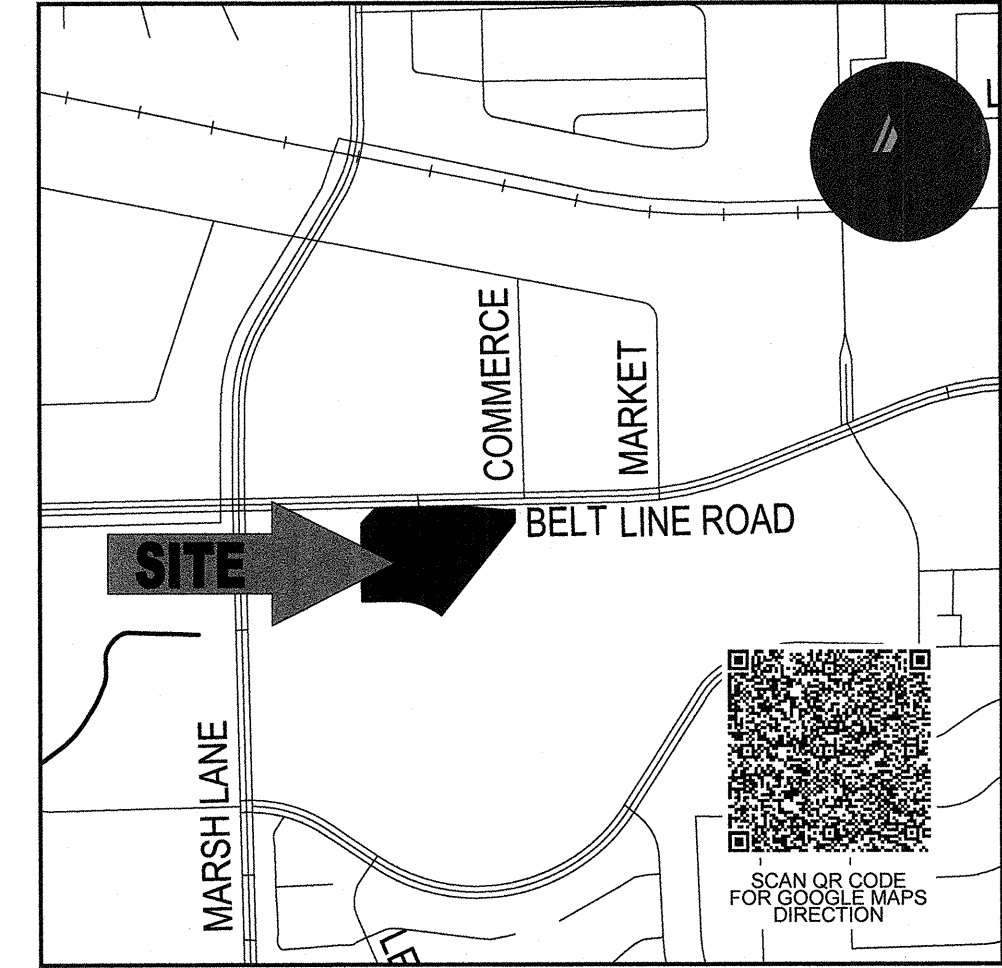 COMMERCE
MARKET
BELT LINE ROAD
SITE
MARSH LANE
SCAN QR CODE
FOR GOOGLE MAPS
DIRECTION